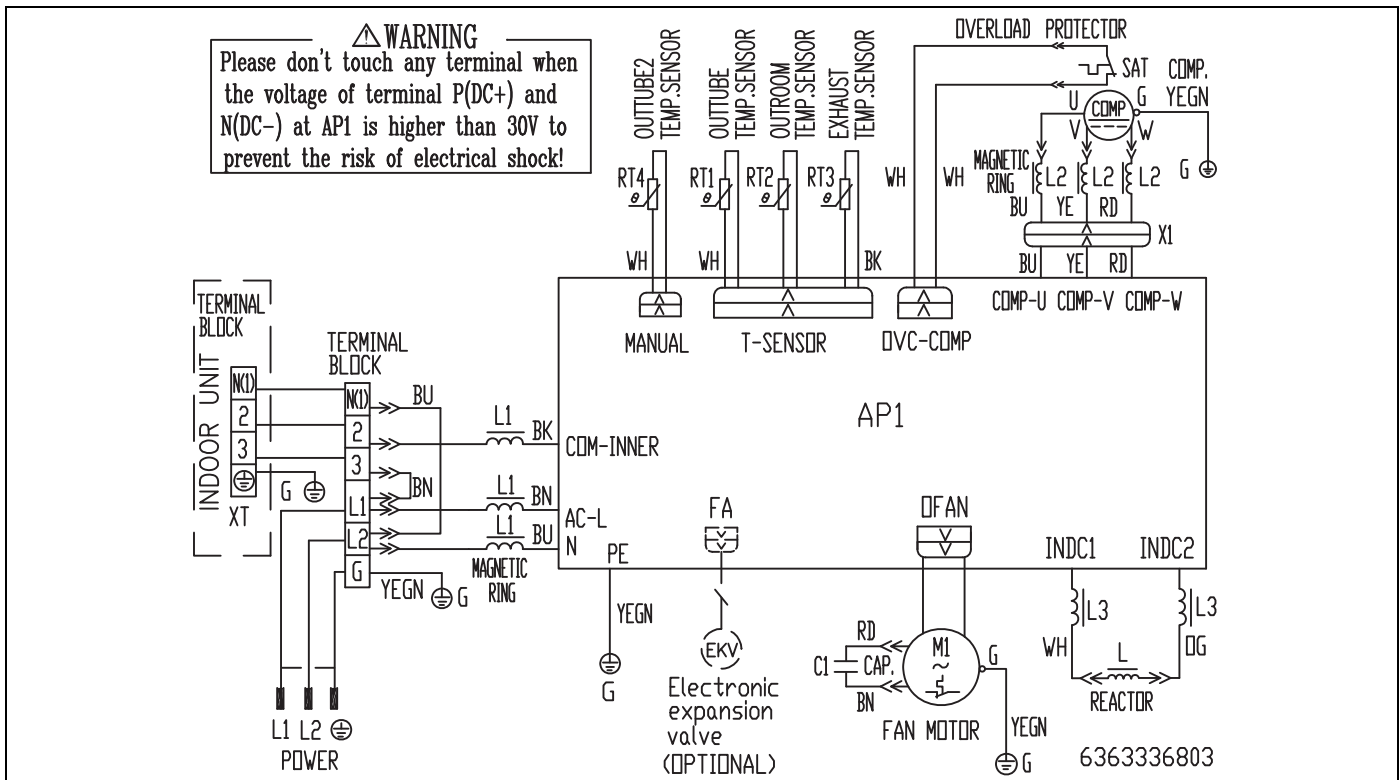 WARNING
Please don't touch any terminal when
the voltage of terminal P(DC+) and
N(DC-) at AP1 is higher than 30V to
prevent the risk of electrical shock!
OUTTUBE2
TEMP.SENSOR
OUTTUBE
TEMP.SENSOR
OUTROOM
TEMP.SENSOR
EXHAUST
TEMP.SENSOR
RT4
θ
RT1
θ
RT2
θ
RT3
θ
WH
WH
BK
WH
WH
OVERLOAD PROTECTOR
SAT
COMP.
YEGN
U
V
W
G
COMP
G
MAGNETIC
RING
L2
L2
L2
BU
YE
RD
X1
BU
YE
RD
COMP-U
COMP-V
COMP-W
MANUAL
T-SENSOR
OVC-COMP
AP1
TERMINAL
BLOCK
INDOOR UNIT
N(1)
2
3
XT
G
TERMINAL
BLOCK
N(1)
2
3
L1
L2
G
BU
BN
YEGN
G
L1
BK
COM-INNER
L1
BN
AC-L
L1
BU
N
MAGNETIC
RING
PE
YEGN
G
L1 L2
POWER
FA
EKV
Electronic
expansion
valve
(OPTIONAL)
OFAN
RD
C1
CAP.
BN
M1
~
G
YEGN
G
FAN MOTOR
INDC1
INDC2
L3
L3
WH
OG
L
REACTOR
6363336803